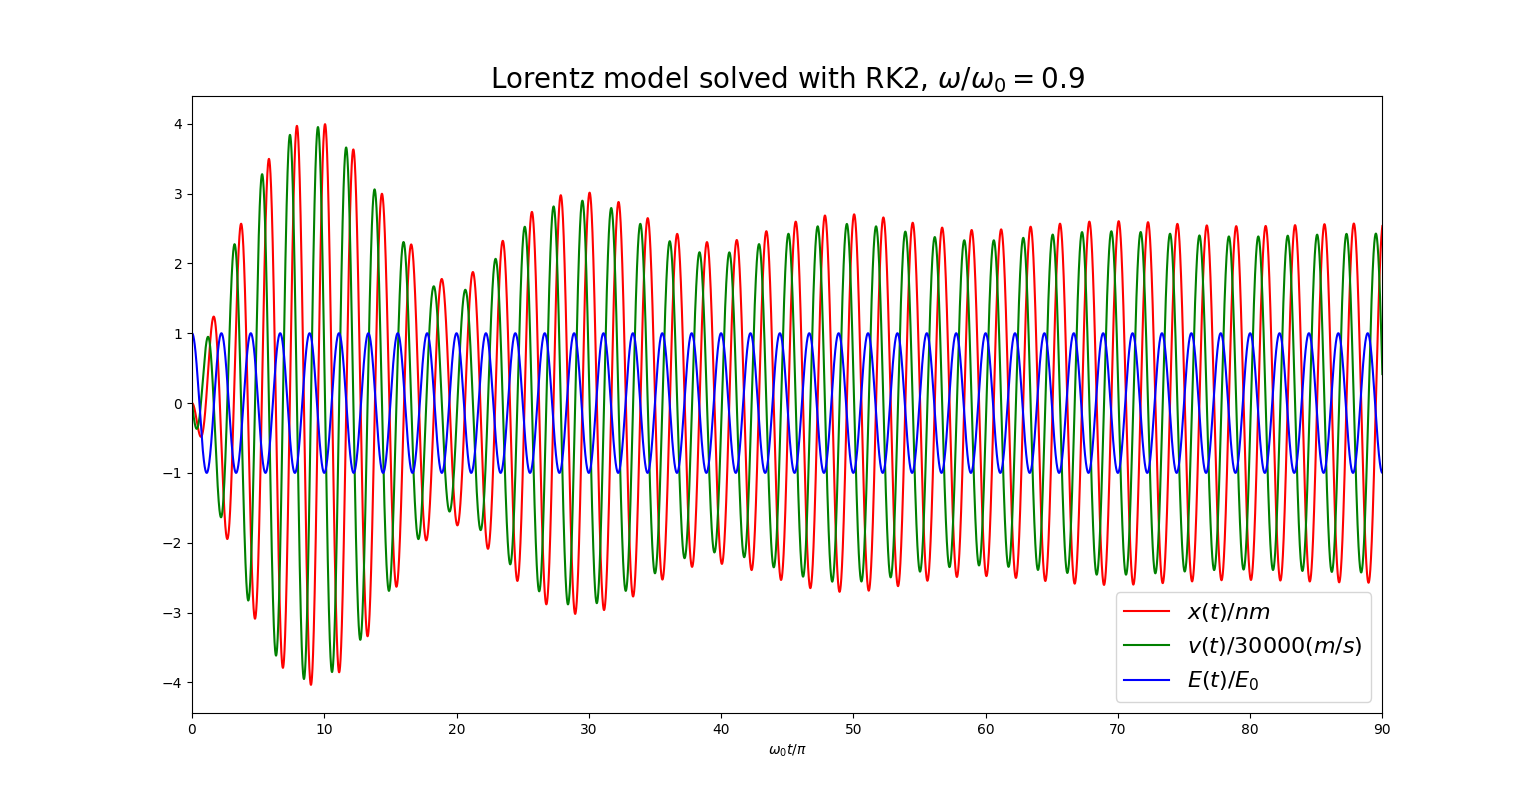 Lorentz model solved with RK2, ω/ω₀ = 0.9
4
3
2
1
0
−1
−2
−3
−4
0 10 20 30 40 50 60 70 80 90
ω₀t/π
x(t)/nm
v(t)/30000(m/s)
E(t)/E₀